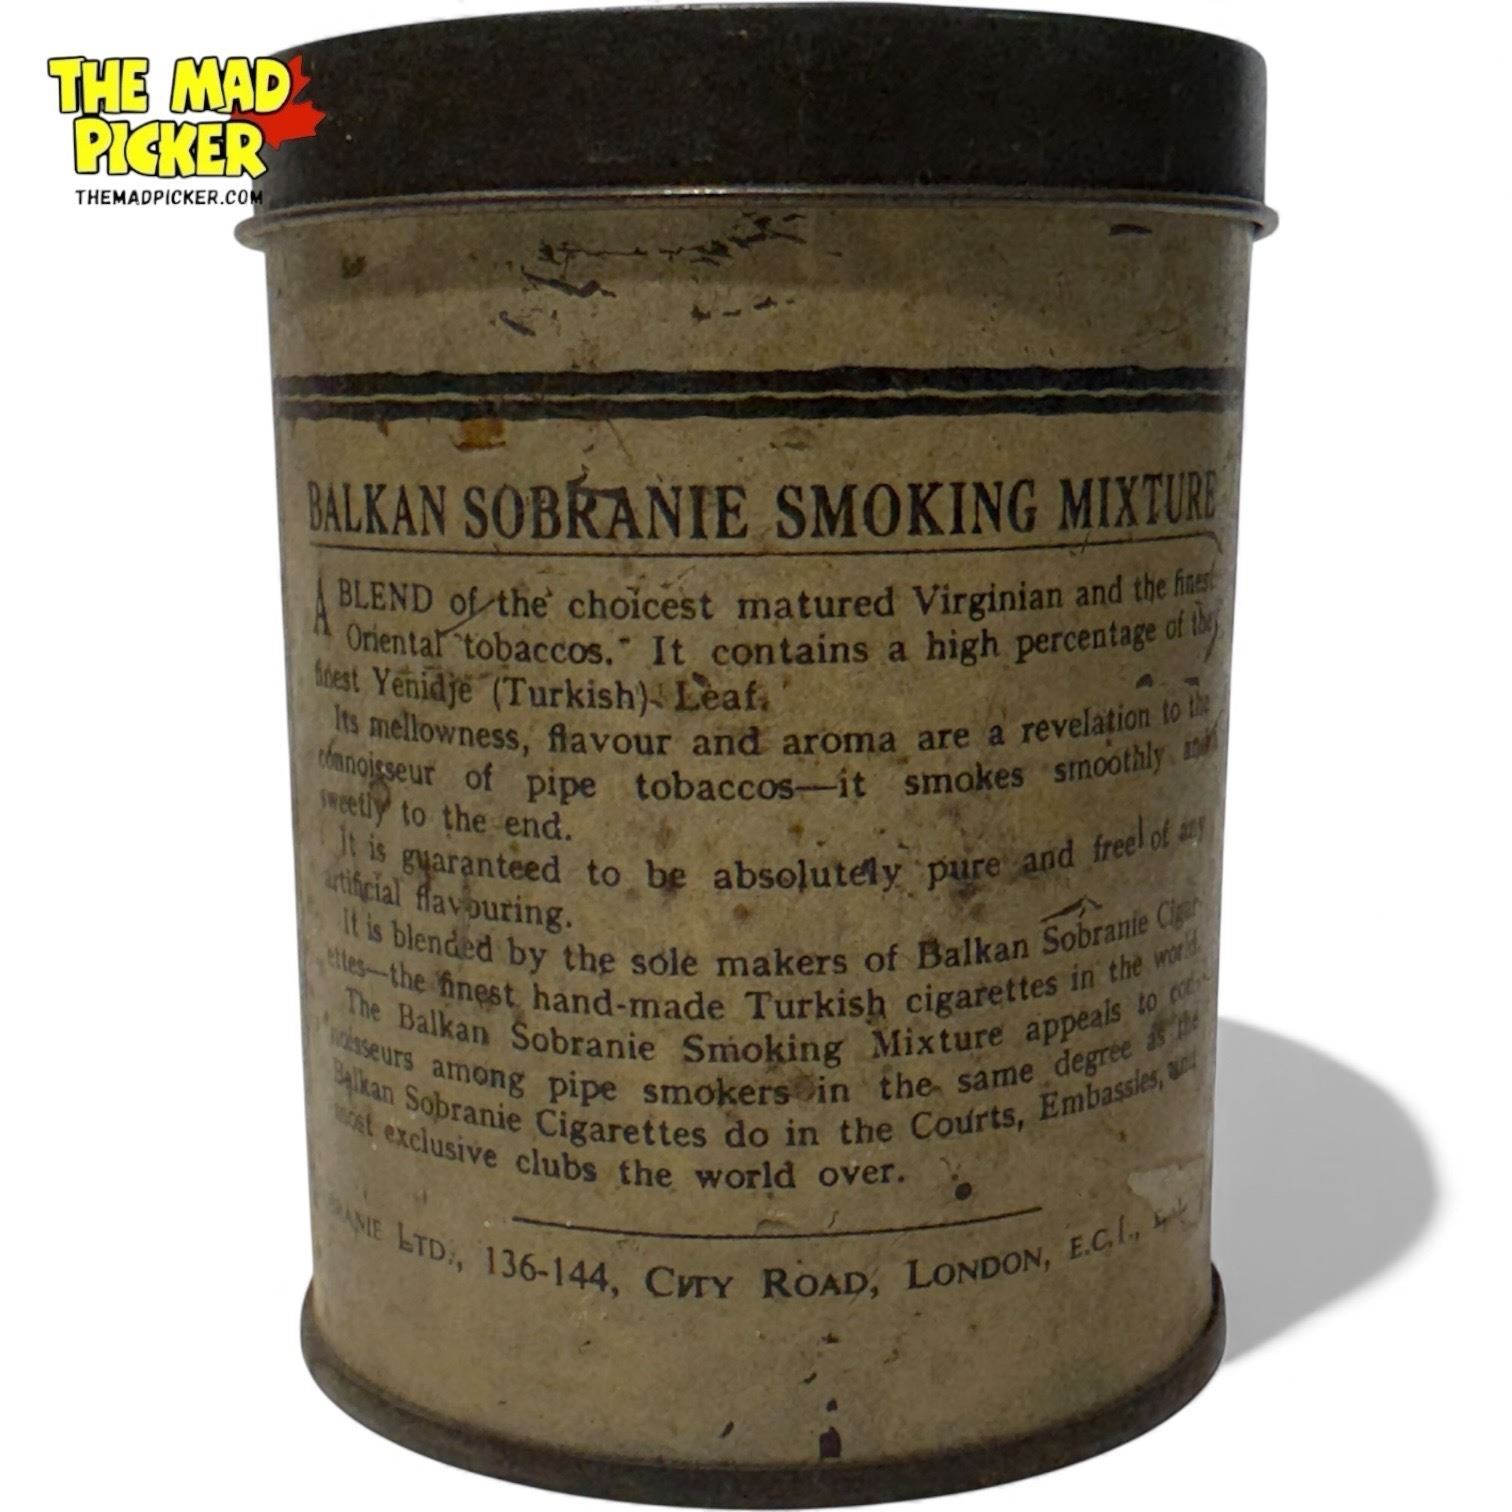 THE MAD
PICKER
THEMADPICKER.COM
BALKAN SOBRANIE SMOKING MIXTURE
A BLEND of the choicest matured Virginian and the finest
Oriental tobaccos. It contains a high percentage of the
finest Yenidje (Turkish) Leaf.
Its mellowness, flavour and aroma are a revelation to the
connoisseur of pipe tobaccos—it smokes smoothly and
sweetly to the end.
It is guaranteed to be absolutely pure and free of any
artificial flavouring.
It is blended by the sole makers of Balkan Sobranie Cigar-
ettes—the finest hand-made Turkish cigarettes in the world.
The Balkan Sobranie Smoking Mixture appeals to con-
noisseurs among pipe smokers in the same degree as the
Balkan Sobranie Cigarettes do in the Courts, Embassies, and
most exclusive clubs the world over.
BRANIE LTD., 136-144, CITY ROAD, LONDON, E.C.1.,